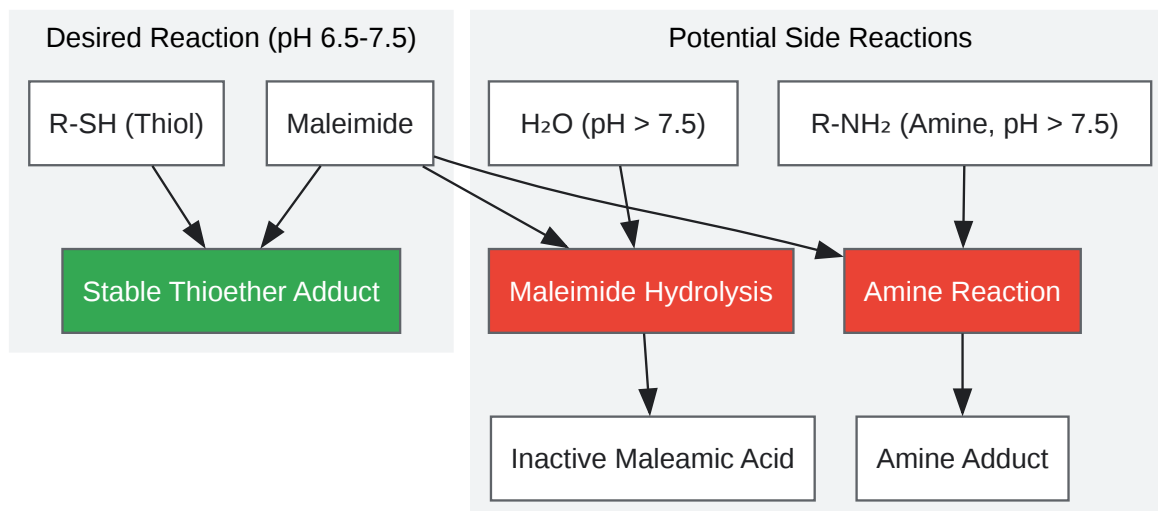 Desired Reaction (pH 6.5-7.5)
Potential Side Reactions
R-SH (Thiol)
Maleimide
H₂O (pH > 7.5)
R-NH₂ (Amine, pH > 7.5)
Stable Thioether Adduct
Maleimide Hydrolysis
Amine Reaction
Inactive Maleamic Acid
Amine Adduct